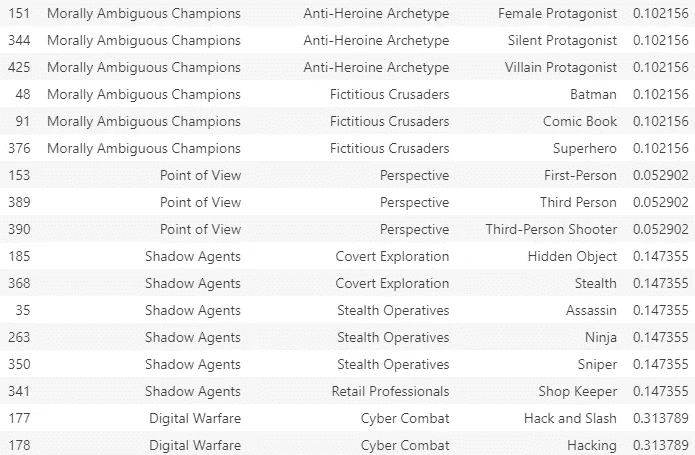 151 Morally Ambiguous Champions Anti-Heroine Archetype Female Protagonist 0.102156
344 Morally Ambiguous Champions Anti-Heroine Archetype Silent Protagonist 0.102156
425 Morally Ambiguous Champions Anti-Heroine Archetype Villain Protagonist 0.102156
48 Morally Ambiguous Champions Fictitious Crusaders Batman 0.102156
91 Morally Ambiguous Champions Fictitious Crusaders Comic Book 0.102156
376 Morally Ambiguous Champions Fictitious Crusaders Superhero 0.102156
153 Point of View Perspective First-Person 0.052902
389 Point of View Perspective Third Person 0.052902
390 Point of View Perspective Third-Person Shooter 0.052902
185 Shadow Agents Covert Exploration Hidden Object 0.147355
368 Shadow Agents Covert Exploration Stealth 0.147355
35 Shadow Agents Stealth Operatives Assassin 0.147355
263 Shadow Agents Stealth Operatives Ninja 0.147355
350 Shadow Agents Stealth Operatives Sniper 0.147355
341 Shadow Agents Retail Professionals Shop Keeper 0.147355
177 Digital Warfare Cyber Combat Hack and Slash 0.313789
178 Digital Warfare Cyber Combat Hacking 0.313789